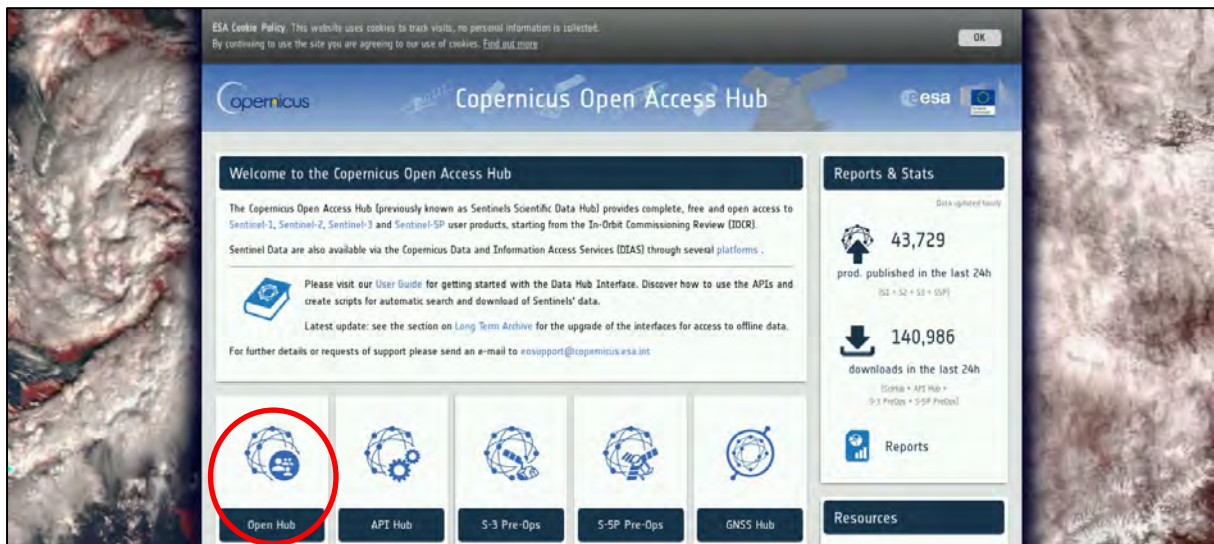 ESA Cookie Policy. This website uses cookies to track visits, no personal information is collected.
By continuing to use the site you are agreeing to our use of cookies. Find out more
OK
opernicus
Copernicus Open Access Hub
esa
Welcome to the Copernicus Open Access Hub
The Copernicus Open Access Hub (previously known as Sentinels Scientific Data Hub) provides complete, free and open access to
Sentinel-1, Sentinel-2, Sentinel-3 and Sentinel-5P user products, starting from the In-Orbit Commissioning Review (IOCR).
Sentinel Data are also available via the Copernicus Data and Information Access Services (DIAS) through several platforms .
Please visit our User Guide for getting started with the Data Hub Interface. Discover how to use the APIs and
create scripts for automatic search and download of Sentinels' data.
Latest update: see the section on Long Term Archive for the upgrade of the interfaces for access to offline data.
For further details or requests of support please send an e-mail to eosupport@copernicus.esa.int
Open Hub
API Hub
S-3 Pre-Ops
S-5P Pre-Ops
GNSS Hub
Reports & Stats
Data updated hourly
43,729
prod. published in the last 24h
(S1 + S2 + S3 + S5P)
140,986
downloads in the last 24h
(SciHub + API Hub +
S-3 PreOps + S-5P PreOps)
Reports
Resources